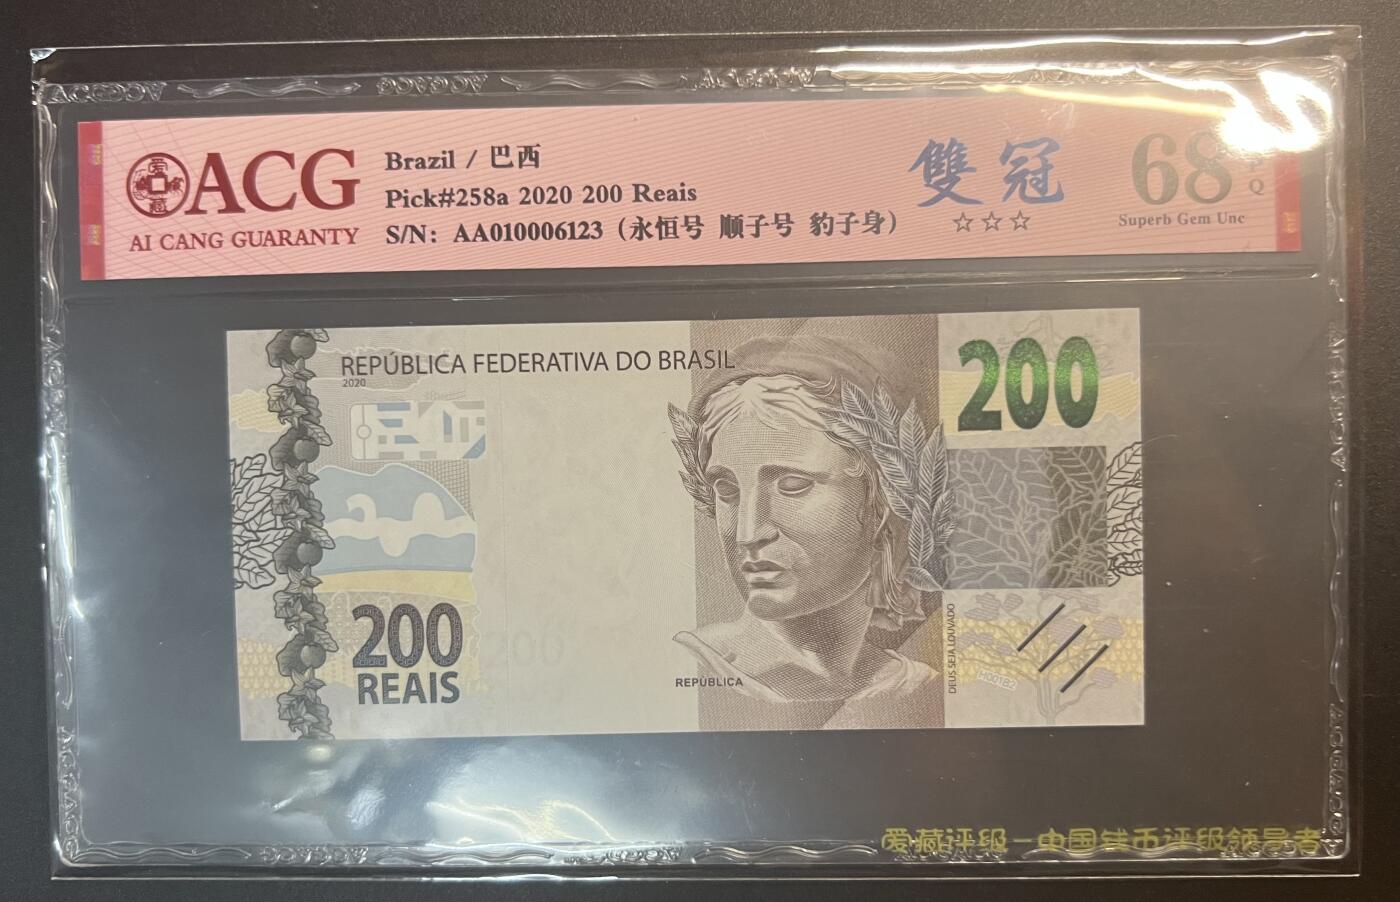 ACG
AI CANG GUARANTY
Brazil / 巴西
Pick#258a 2020 200 Reais
S/N: AA010006123（永恒号 顺子号 豹子身）
雙冠
☆☆☆
68
Superb Gem Unc
Q
REPÚBLICA FEDERATIVA DO BRASIL
2020
200
200
REAIS
200
REPÚBLICA
DEUS SEJA LOUVADO
爱藏评级-中国钱币评级领导者